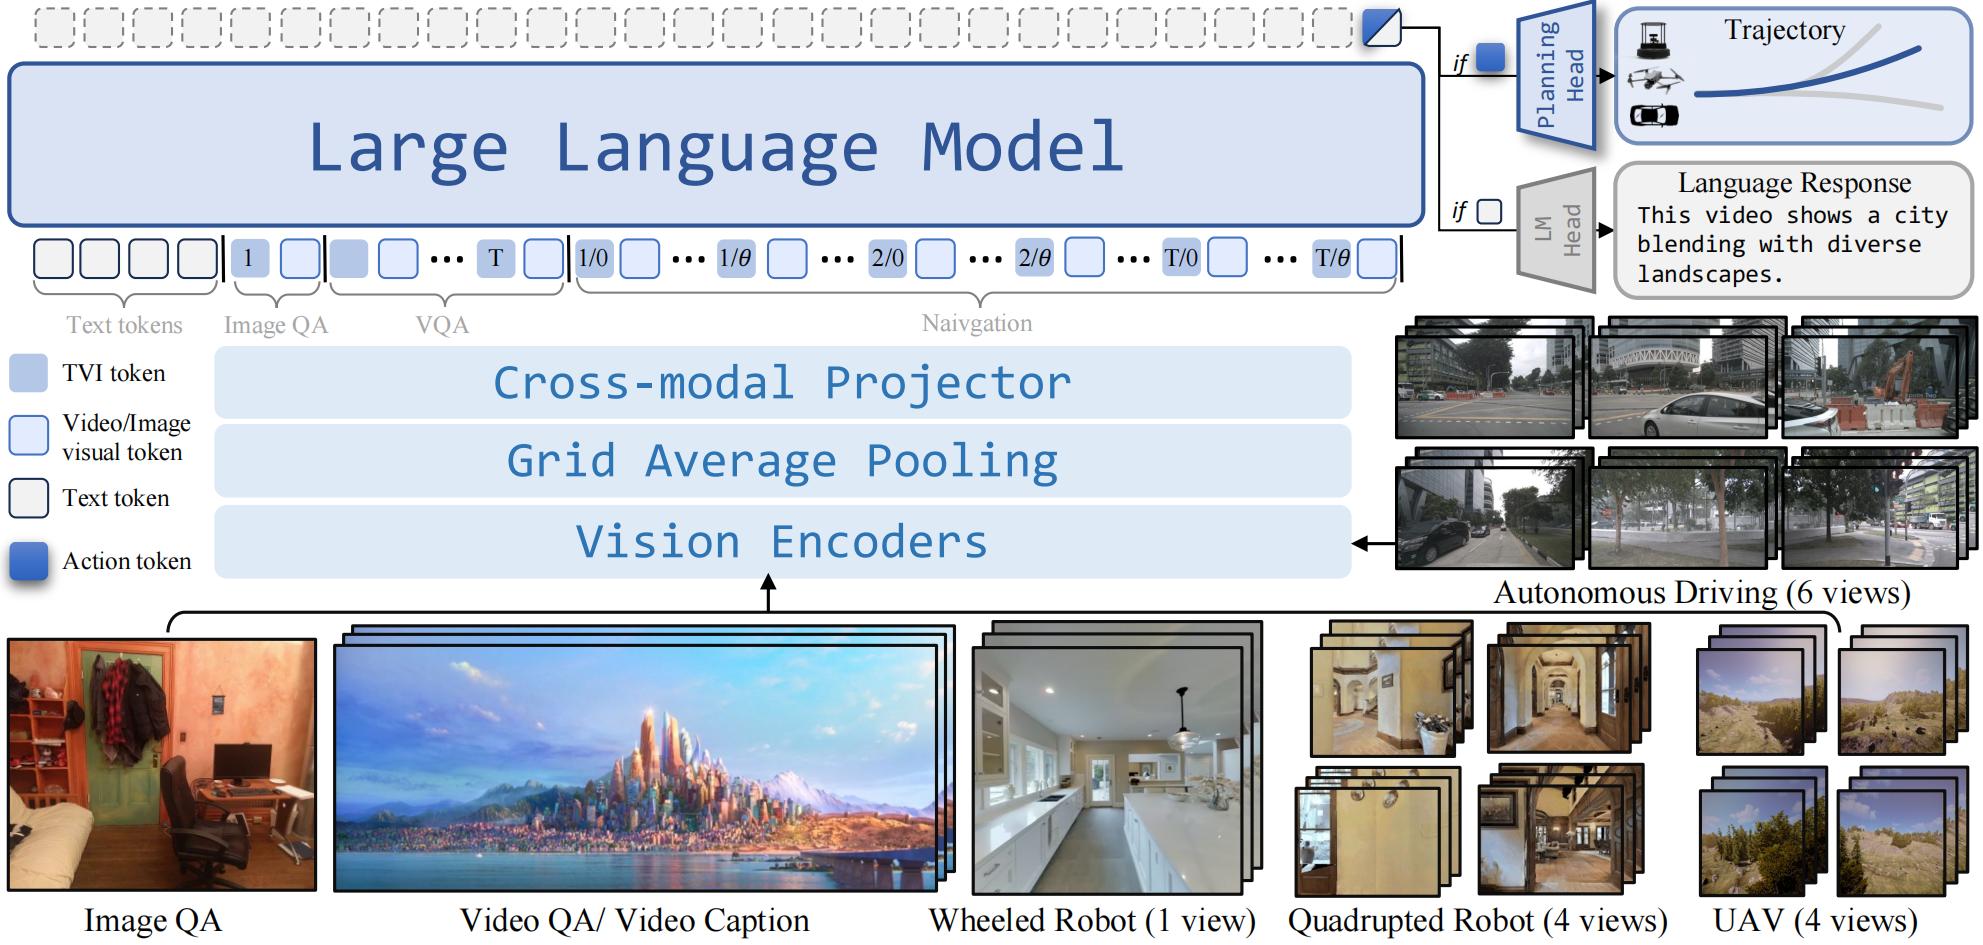 Large Language Model
if
Planning
Head
Trajectory
if
LM
Head
Language Response
This video shows a city
blending with diverse
landscapes.
1 ••• T 1/0 ••• 1/θ ••• 2/0 ••• 2/θ ••• T/0 ••• T/θ
Text tokens
Image QA
VQA
Naivgation
TVI token
Video/Image
visual token
Text token
Action token
Cross-modal Projector
Grid Average Pooling
Vision Encoders
Autonomous Driving (6 views)
Image QA
Video QA/ Video Caption
Wheeled Robot (1 view)
Quadrupted Robot (4 views)
UAV (4 views)